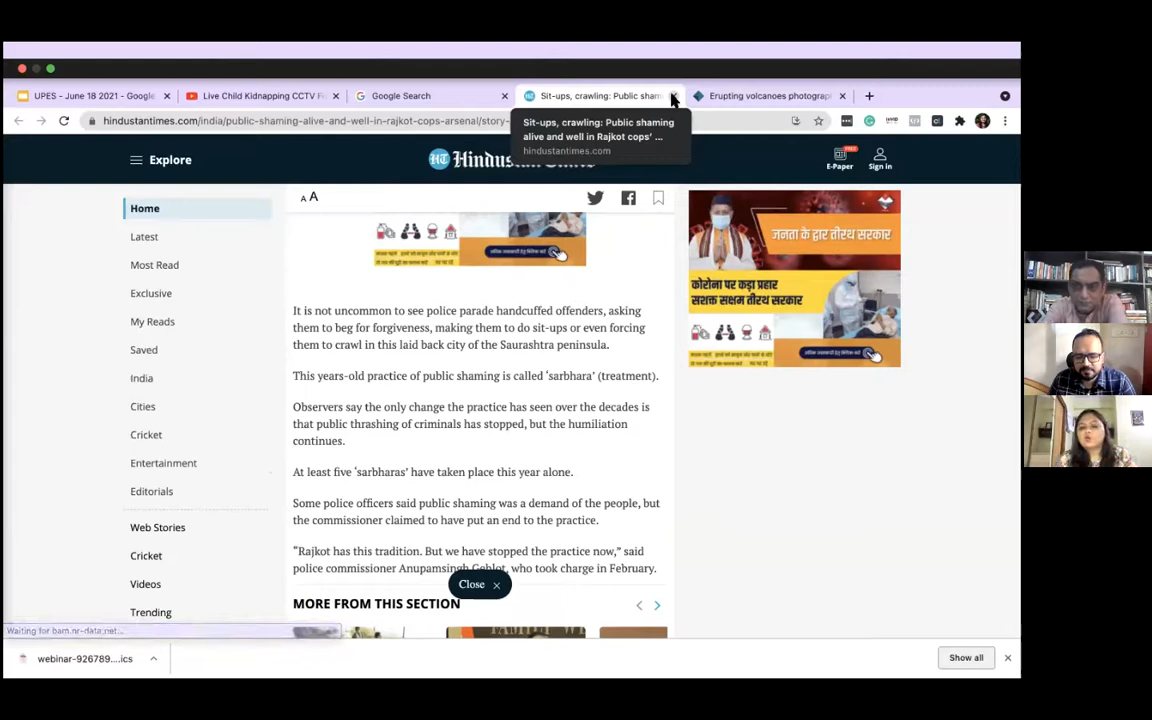 UPES - June 18 2021 - Google
Live Child Kidnapping CCTV F
Google Search
Sit-ups, crawling: Public sham
Erupting volcanoes photograp
hindustantimes.com/india/public-shaming-alive-and-well-in-rajkot-cops-arsenal/story-
Sit-ups, crawling: Public shaming
alive and well in Rajkot cops' ...
hindustantimes.com
Explore
HT Hindustan
E-Paper
Sign in
A A
Home
Latest
Most Read
Exclusive
My Reads
Saved
India
Cities
Cricket
Entertainment
Editorials
Web Stories
Cricket
Videos
Trending
It is not uncommon to see police parade handcuffed offenders, asking
them to beg for forgiveness, making them to do sit-ups or even forcing
them to crawl in this laid back city of the Saurashtra peninsula.
This years-old practice of public shaming is called ‘sarbhara’ (treatment).
Observers say the only change the practice has seen over the decades is
that public thrashing of criminals has stopped, but the humiliation
continues.
At least five ‘sarbharas’ have taken place this year alone.
Some police officers said public shaming was a demand of the people, but
the commissioner claimed to have put an end to the practice.
“Rajkot has this tradition. But we have stopped the practice now,” said
police commissioner Anupamsingh Gehlot, who took charge in February.
Close
MORE FROM THIS SECTION
जनता के द्वार तीरथ सरकार
कोरोना पर कड़ा प्रहार
सशक्त सक्षम तीरथ सरकार
Waiting for bam.nr-data.net...
webinar-926789....ics
Show all